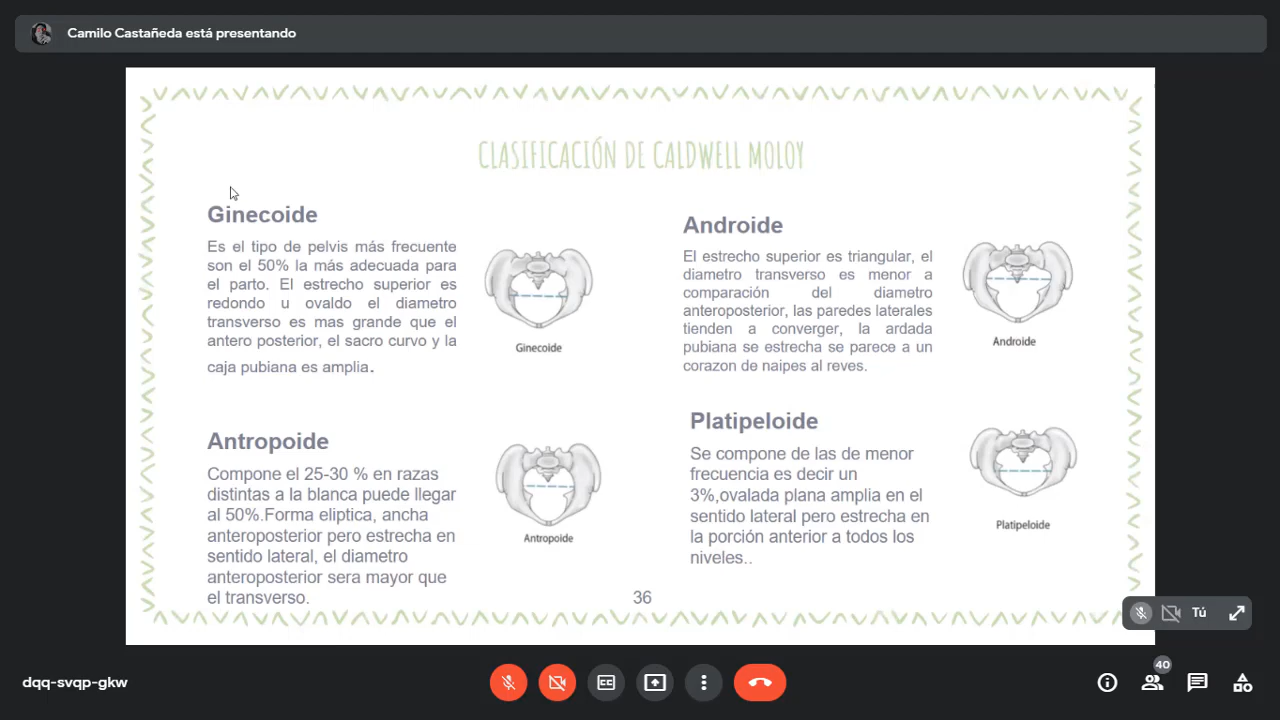 Camilo Castañeda está presentando
CLASIFICACIÓN DE CALDWELL MOLOY
Ginecoide
Es el tipo de pelvis más frecuente
son el 50% la más adecuada para
el parto. El estrecho superior es
redondo u ovaldo el diametro
transverso es mas grande que el
antero posterior, el sacro curvo y la
caja pubiana es amplia.
Ginecoide
Androide
El estrecho superior es triangular, el
diametro transverso es menor a
comparación del diametro
anteroposterior, las paredes laterales
tienden a converger, la ardada
pubiana se estrecha se parece a un
corazon de naipes al reves.
Androide
Antropoide
Compone el 25-30 % en razas
distintas a la blanca puede llegar
al 50%.Forma eliptica, ancha
anteroposterior pero estrecha en
sentido lateral, el diametro
anteroposterior sera mayor que
el transverso.
Antropoide
Platipeloide
Se compone de las de menor
frecuencia es decir un
3%,ovalada plana amplia en el
sentido lateral pero estrecha en
la porción anterior a todos los
niveles..
Platipeloide
36
Tú
dqq-svqp-gkw
CC
40